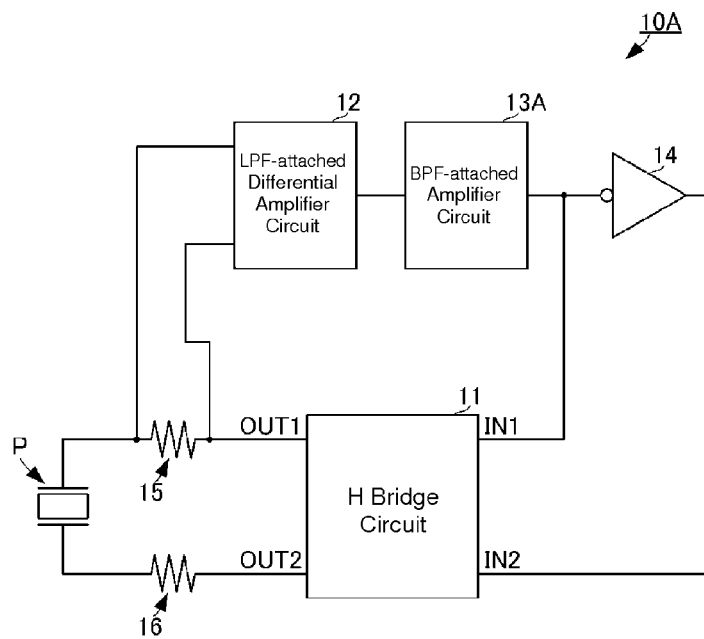 10A
12
13A
14
LPF-attached
Differential
Amplifier
Circuit
BPF-attached
Amplifier
Circuit
11
OUT1
IN1
P
15
H Bridge
Circuit
OUT2
IN2
16